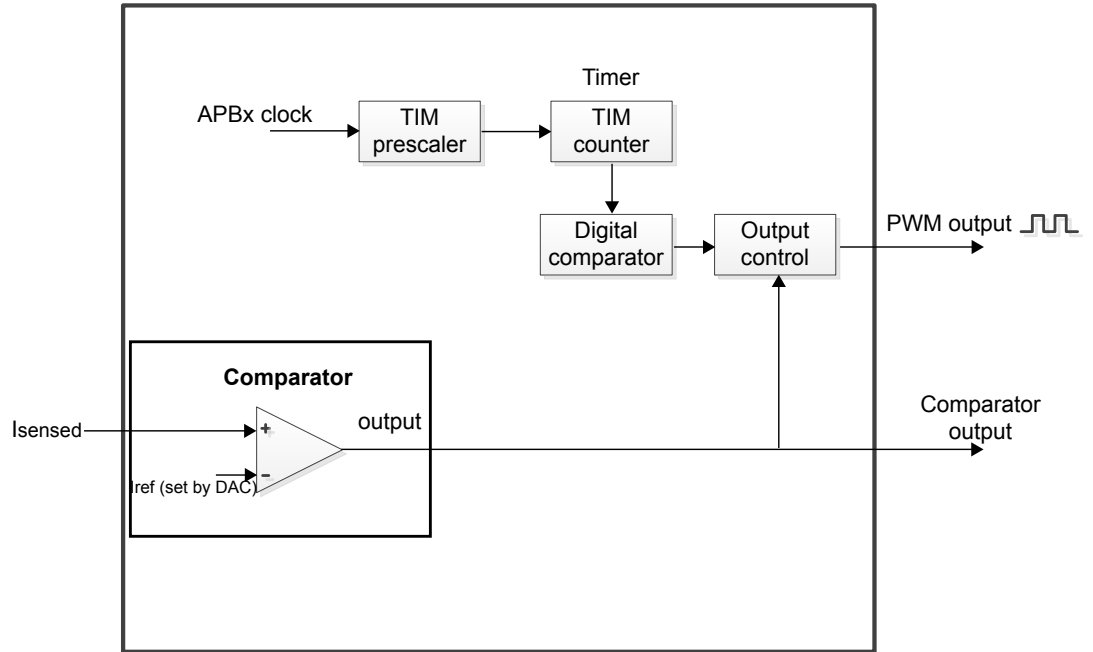 Timer
APBx clock
TIM
prescaler
TIM
counter
Digital
comparator
Output
control
PWM output
Comparator
output
Isensed
+
-
Iref (set by DAC)
Comparator
output